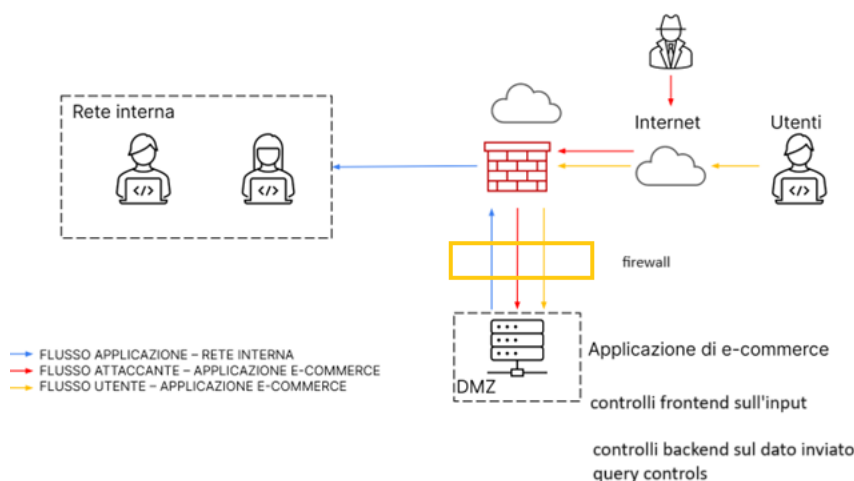 Rete interna
Internet
Utenti
</>
</>
</>
firewall
FLUSSO APPLICAZIONE – RETE INTERNA
FLUSSO ATTACCANTE – APPLICAZIONE E-COMMERCE
FLUSSO UTENTE – APPLICAZIONE E-COMMERCE
Applicazione di e-commerce
DMZ
controlli frontend sull'input
controlli backend sul dato inviato
query controls